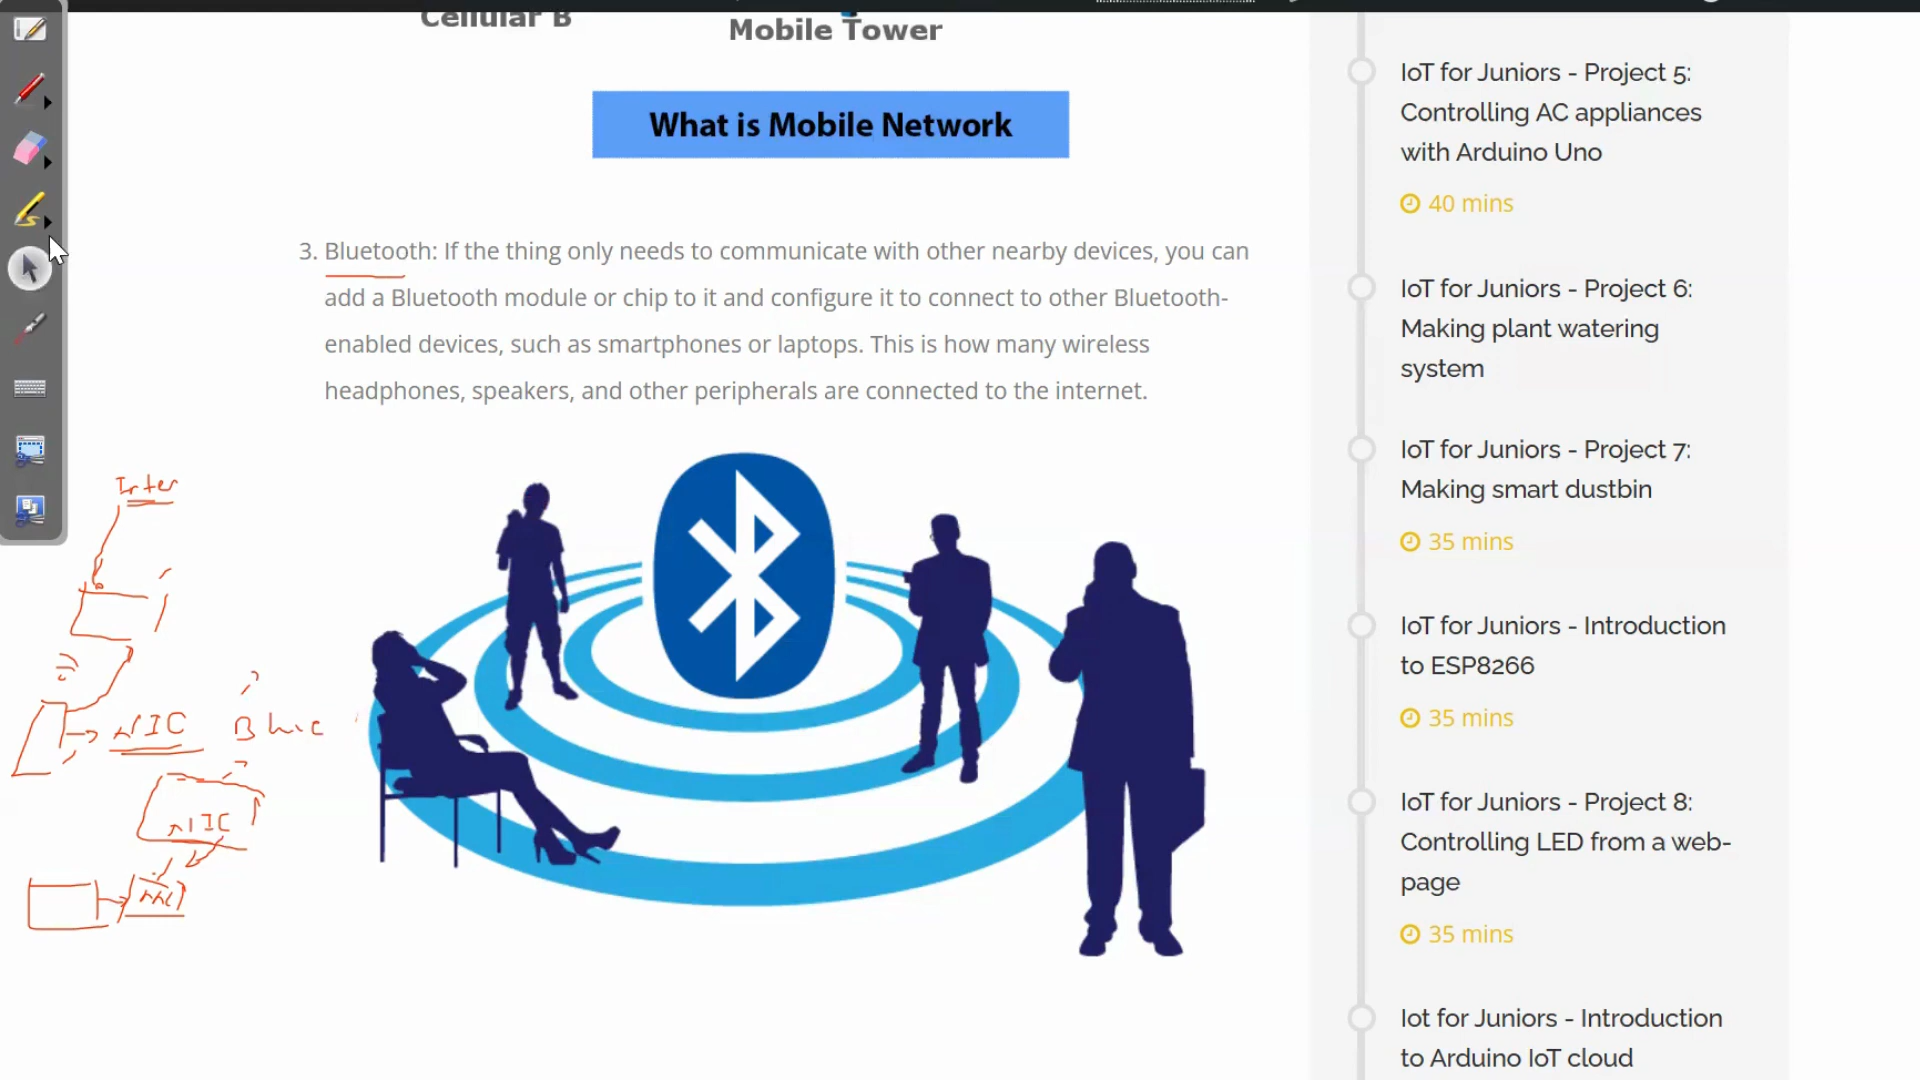 Cellular B
Mobile Tower
What is Mobile Network
3. Bluetooth: If the thing only needs to communicate with other nearby devices, you can
add a Bluetooth module or chip to it and configure it to connect to other Bluetooth-
enabled devices, such as smartphones or laptops. This is how many wireless
headphones, speakers, and other peripherals are connected to the internet.
Inter
NIC
NIC
IoT for Juniors - Project 5:
Controlling AC appliances
with Arduino Uno
40 mins
IoT for Juniors - Project 6:
Making plant watering
system
IoT for Juniors - Project 7:
Making smart dustbin
35 mins
IoT for Juniors - Introduction
to ESP8266
35 mins
IoT for Juniors - Project 8:
Controlling LED from a web-
page
35 mins
Iot for Juniors - Introduction
to Arduino IoT cloud